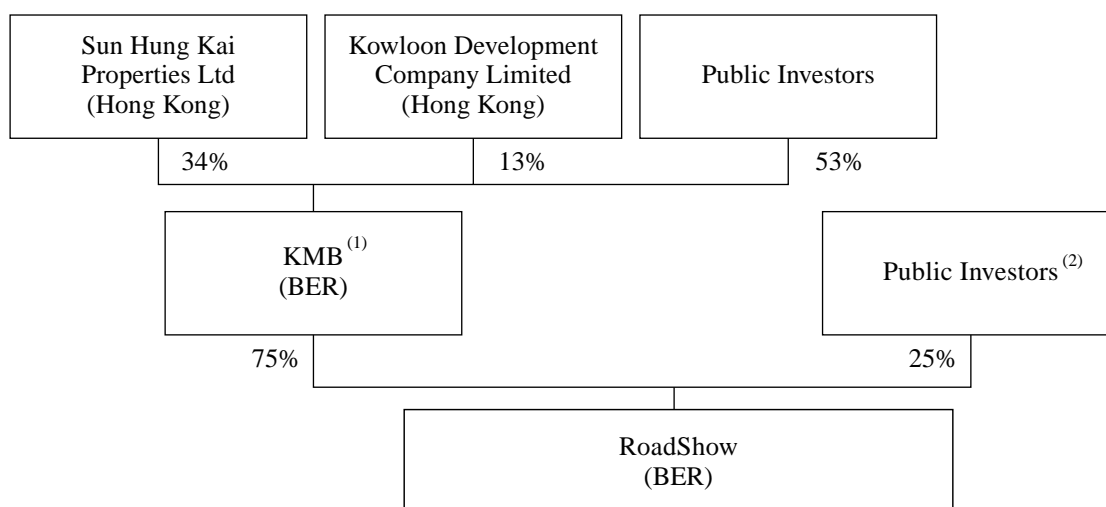 Sun Hung Kai
Properties Ltd
(Hong Kong)
Kowloon Development
Company Limited
(Hong Kong)
Public Investors
34%
13%
53%
KMB (1)
(BER)
Public Investors (2)
75%
25%
RoadShow
(BER)